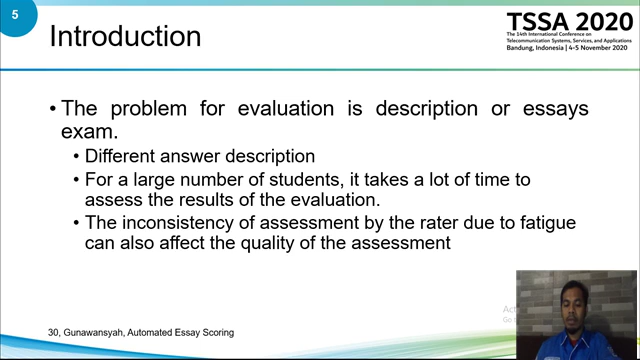 5
Introduction
TSSA 2020
The 14th International Conference on
Telecommunication Systems, Services, and Applications
Bandung, Indonesia | 4-5 November 2020
• The problem for evaluation is description or essays
exam.
• Different answer description
• For a large number of students, it takes a lot of time to
assess the results of the evaluation.
• The inconsistency of assessment by the rater due to fatigue
can also affect the quality of the assessment
30, Gunawansyah, Automated Essay Scoring